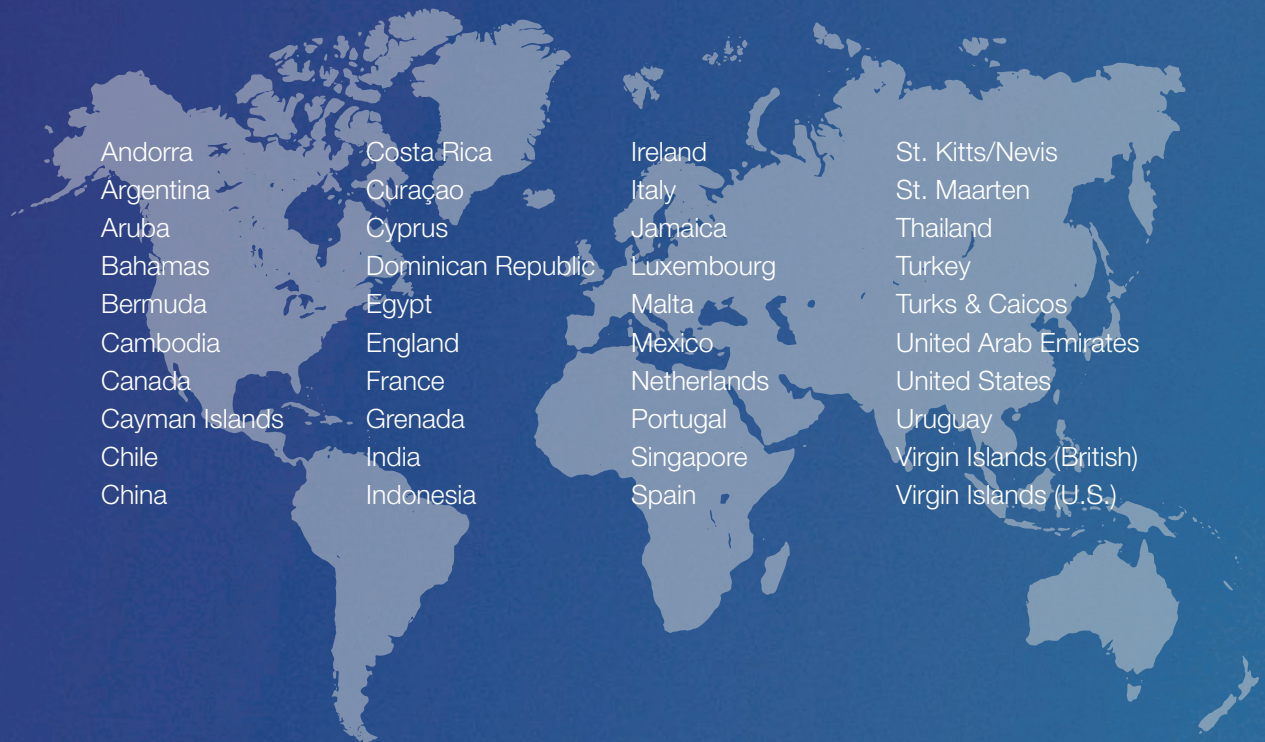 Andorra
Argentina
Aruba
Bahamas
Bermuda
Cambodia
Canada
Cayman Islands
Chile
China
Costa Rica
Curaçao
Cyprus
Dominican Republic
Egypt
England
France
Grenada
India
Indonesia
Ireland
Italy
Jamaica
Luxembourg
Malta
Mexico
Netherlands
Portugal
Singapore
Spain
St. Kitts/Nevis
St. Maarten
Thailand
Turkey
Turks & Caicos
United Arab Emirates
United States
Uruguay
Virgin Islands (British)
Virgin Islands (U.S.)